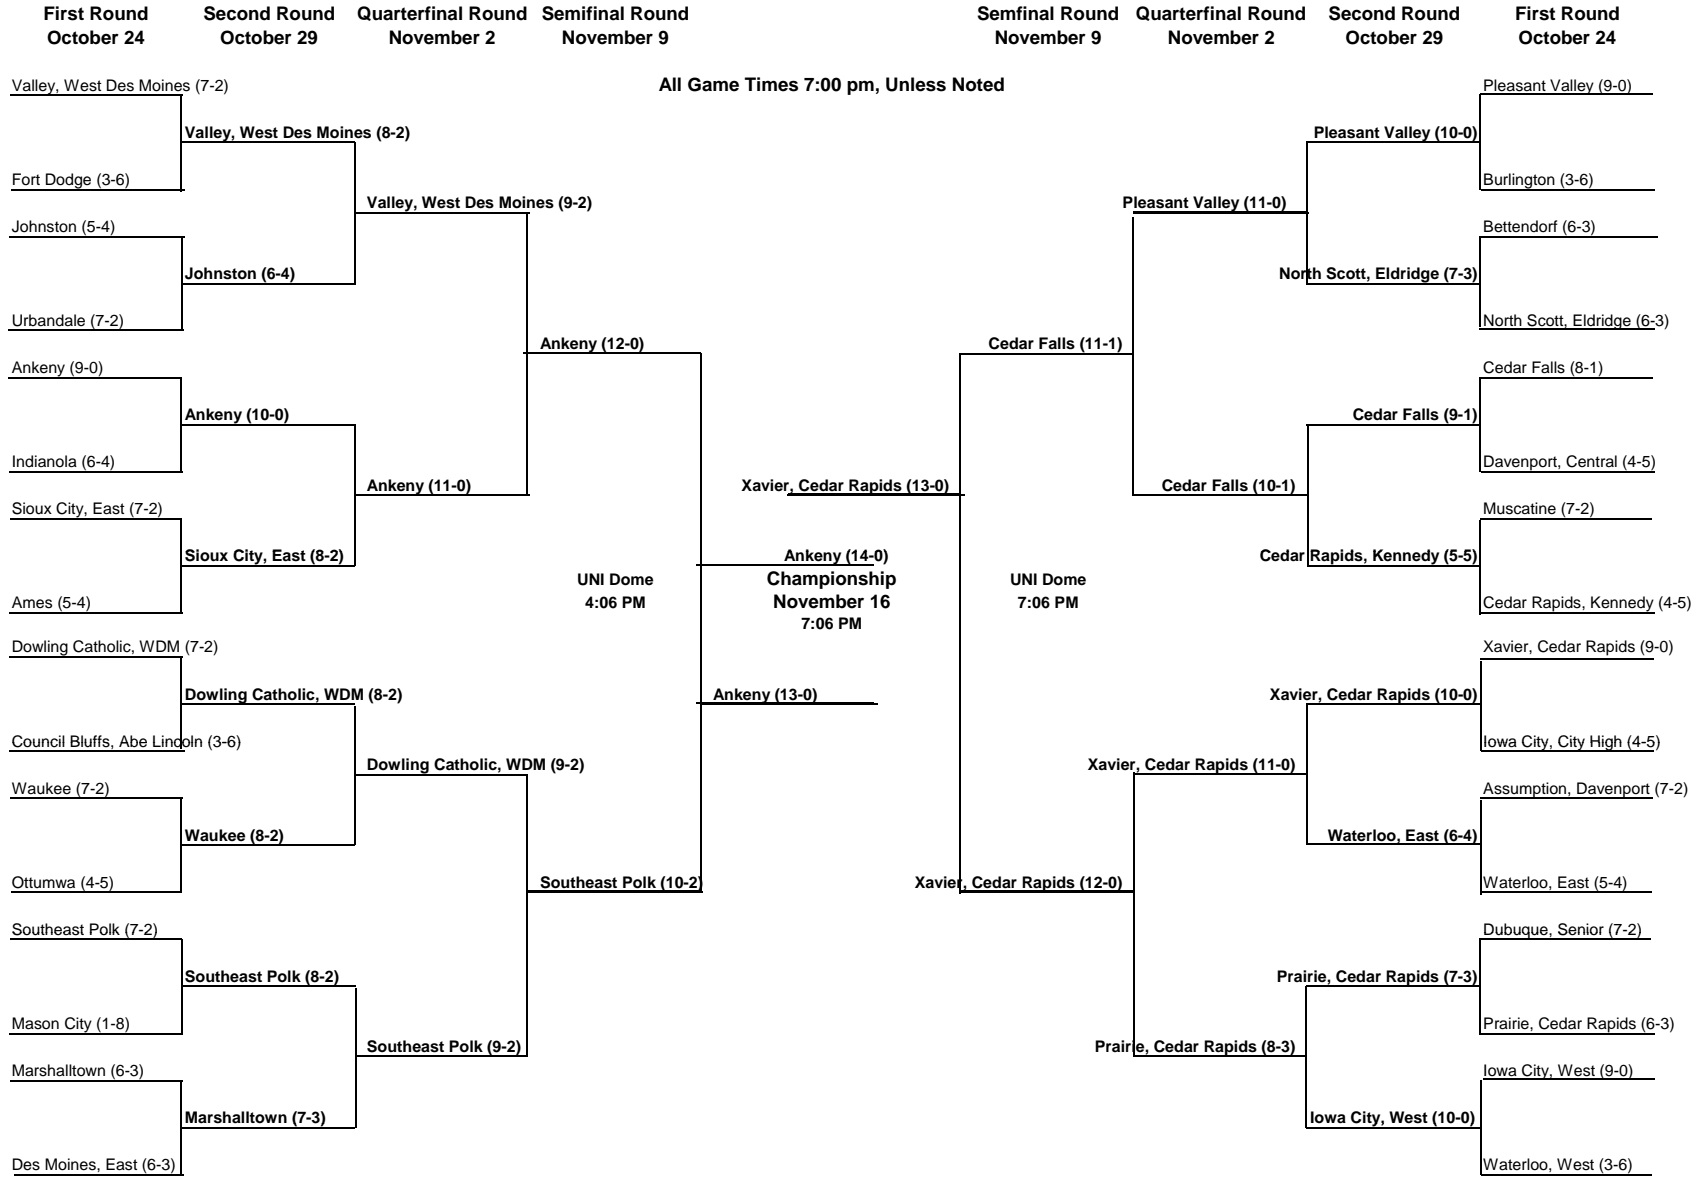 First Round
October 24
Second Round
October 29
Quarterfinal Round
November 2
Semifinal Round
November 9
Semfinal Round
November 9
Quarterfinal Round
November 2
Second Round
October 29
First Round
October 24
All Game Times 7:00 pm, Unless Noted
Valley, West Des Moines (7-2)
Fort Dodge (3-6)
Johnston (5-4)
Urbandale (7-2)
Ankeny (9-0)
Indianola (6-4)
Sioux City, East (7-2)
Ames (5-4)
Dowling Catholic, WDM (7-2)
Council Bluffs, Abe Lincoln (3-6)
Waukee (7-2)
Ottumwa (4-5)
Southeast Polk (7-2)
Mason City (1-8)
Marshalltown (6-3)
Des Moines, East (6-3)
Valley, West Des Moines (8-2)
Johnston (6-4)
Ankeny (10-0)
Sioux City, East (8-2)
Dowling Catholic, WDM (8-2)
Waukee (8-2)
Southeast Polk (8-2)
Marshalltown (7-3)
Valley, West Des Moines (9-2)
Ankeny (11-0)
Dowling Catholic, WDM (9-2)
Southeast Polk (9-2)
Ankeny (12-0)
Southeast Polk (10-2)
UNI Dome
4:06 PM
Xavier, Cedar Rapids (13-0)
Ankeny (14-0)
Championship
November 16
7:06 PM
Ankeny (13-0)
UNI Dome
7:06 PM
Cedar Falls (11-1)
Xavier, Cedar Rapids (12-0)
Pleasant Valley (11-0)
Cedar Falls (10-1)
Xavier, Cedar Rapids (11-0)
Prairie, Cedar Rapids (8-3)
Pleasant Valley (10-0)
North Scott, Eldridge (7-3)
Cedar Falls (9-1)
Cedar Rapids, Kennedy (5-5)
Xavier, Cedar Rapids (10-0)
Waterloo, East (6-4)
Prairie, Cedar Rapids (7-3)
Iowa City, West (10-0)
Pleasant Valley (9-0)
Burlington (3-6)
Bettendorf (6-3)
North Scott, Eldridge (6-3)
Cedar Falls (8-1)
Davenport, Central (4-5)
Muscatine (7-2)
Cedar Rapids, Kennedy (4-5)
Xavier, Cedar Rapids (9-0)
Iowa City, City High (4-5)
Assumption, Davenport (7-2)
Waterloo, East (5-4)
Dubuque, Senior (7-2)
Prairie, Cedar Rapids (6-3)
Iowa City, West (9-0)
Waterloo, West (3-6)